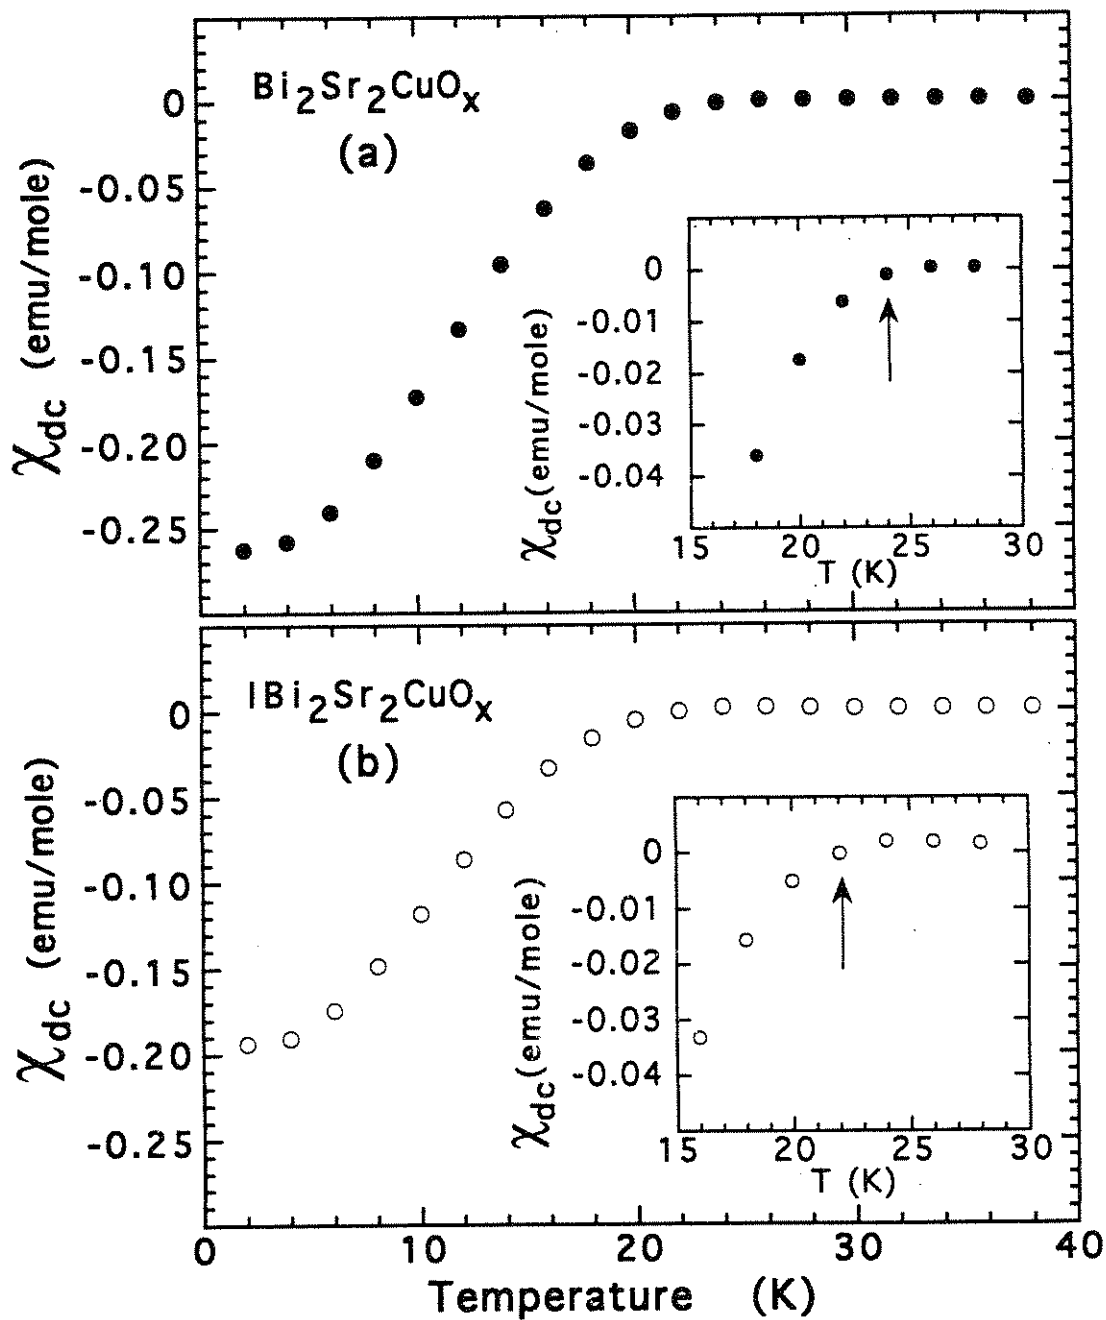 Bi2Sr2CuOx
(a)
0
-0.05
-0.10
-0.15
-0.20
-0.25
χdc (emu/mole)
0
-0.01
-0.02
-0.03
-0.04
χdc(emu/mole)
15 20 25 30
T (K)
IBi2Sr2CuOx
(b)
0
-0.05
-0.10
-0.15
-0.20
-0.25
χdc (emu/mole)
0
-0.01
-0.02
-0.03
-0.04
χdc(emu/mole)
15 20 25 30
T (K)
0 10 20 30 40
Temperature (K)